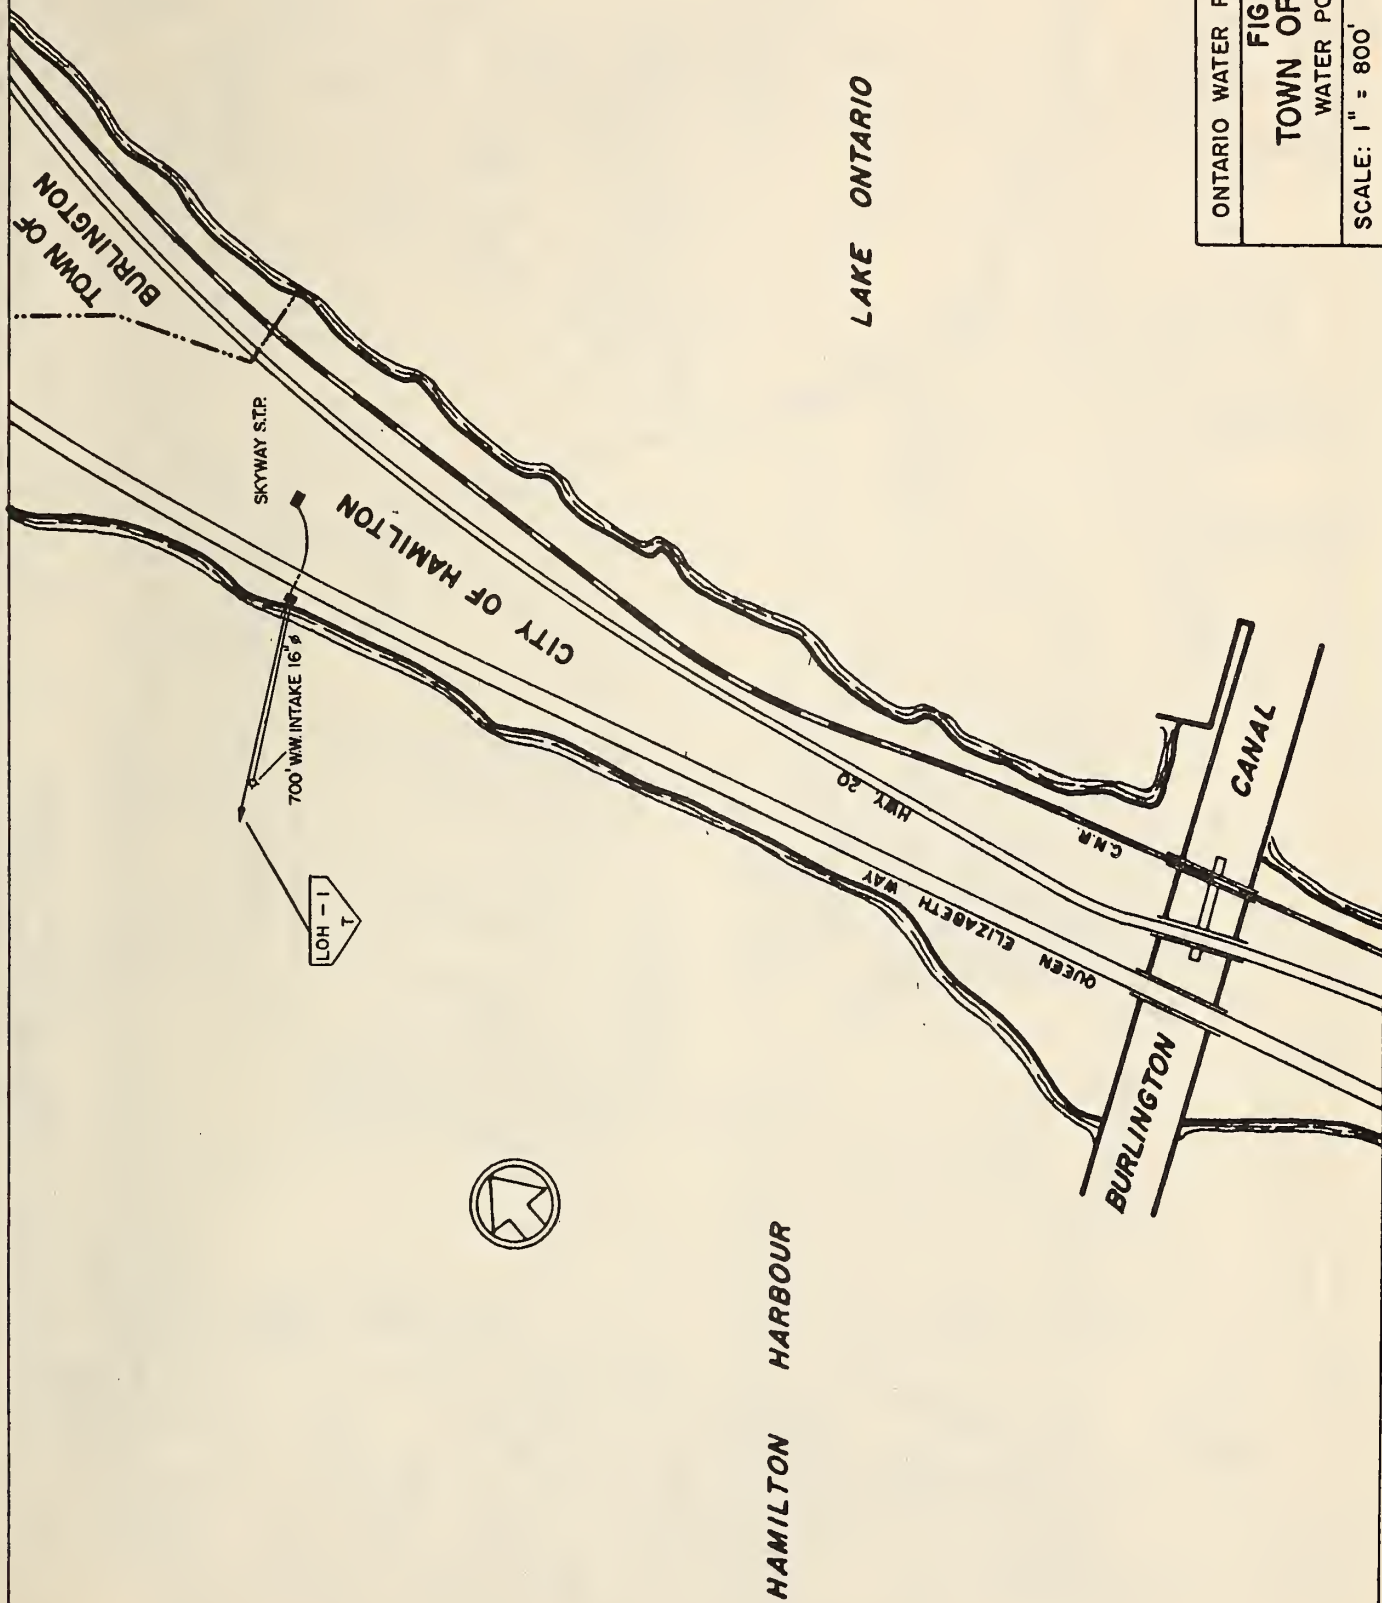 TOWN OF
BURLINGTON
SKYWAY S.T.P.
CITY OF HAMILTON
700' W.W. INTAKE 16" ø
LOH - 1
T
LAKE ONTARIO
HWY. 20
C.N.R.
QUEEN ELIZABETH WAY
BURLINGTON CANAL
HAMILTON HARBOUR
ONTARIO WATER
FIG
TOWN OF
WATER
SCALE: 1" = 800'